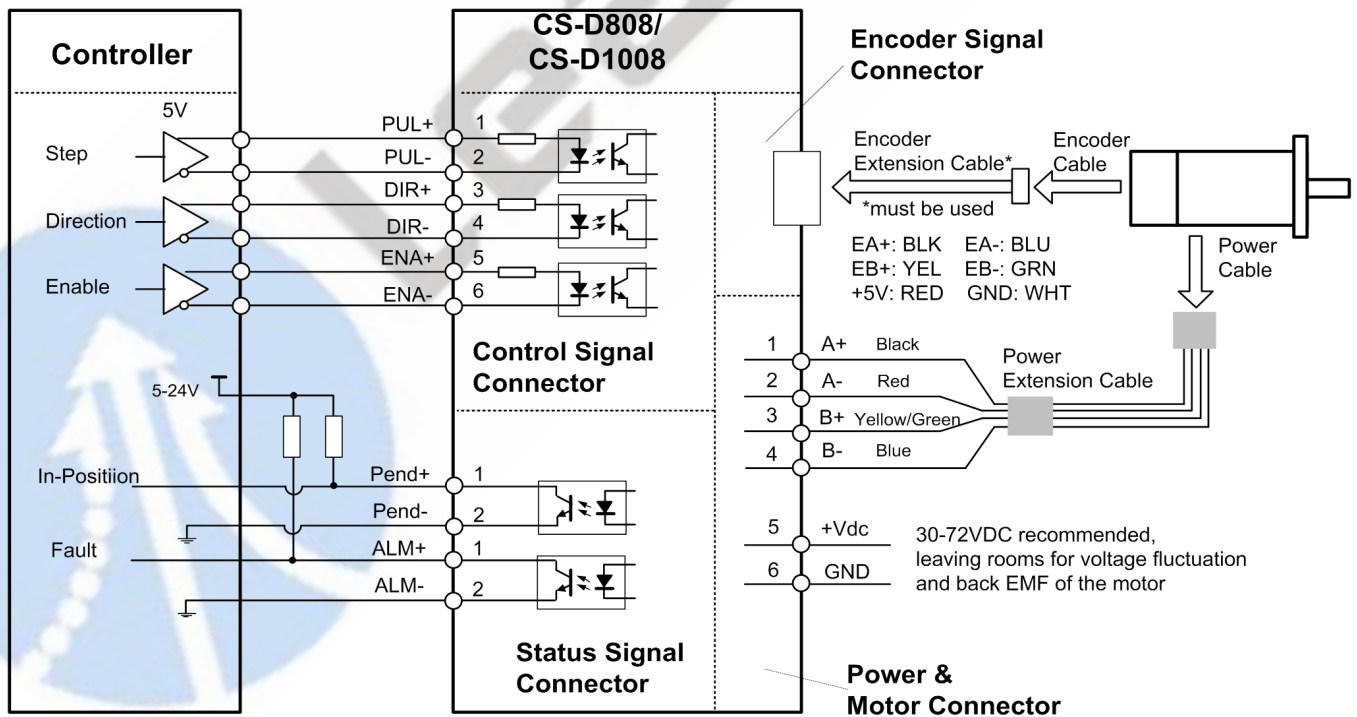 Controller
CS-D808/
CS-D1008
Encoder Signal
Connector
5V
Step
Direction
Enable
PUL+ 1
PUL- 2
DIR+ 3
DIR- 4
ENA+ 5
ENA- 6
Control Signal
Connector
Encoder
Extension Cable*
*must be used
Encoder
Cable
EA+: BLK EA-: BLU
EB+: YEL EB-: GRN
+5V: RED GND: WHT
Power
Cable
1 A+ Black
2 A- Red
3 B+ Yellow/Green
4 B- Blue
Power
Extension Cable
5-24V
In-Positiion
Fault
Pend+ 1
Pend- 2
ALM+ 1
ALM- 2
5 +Vdc
6 GND
30-72VDC recommended,
leaving rooms for voltage fluctuation
and back EMF of the motor
Status Signal
Connector
Power &
Motor Connector